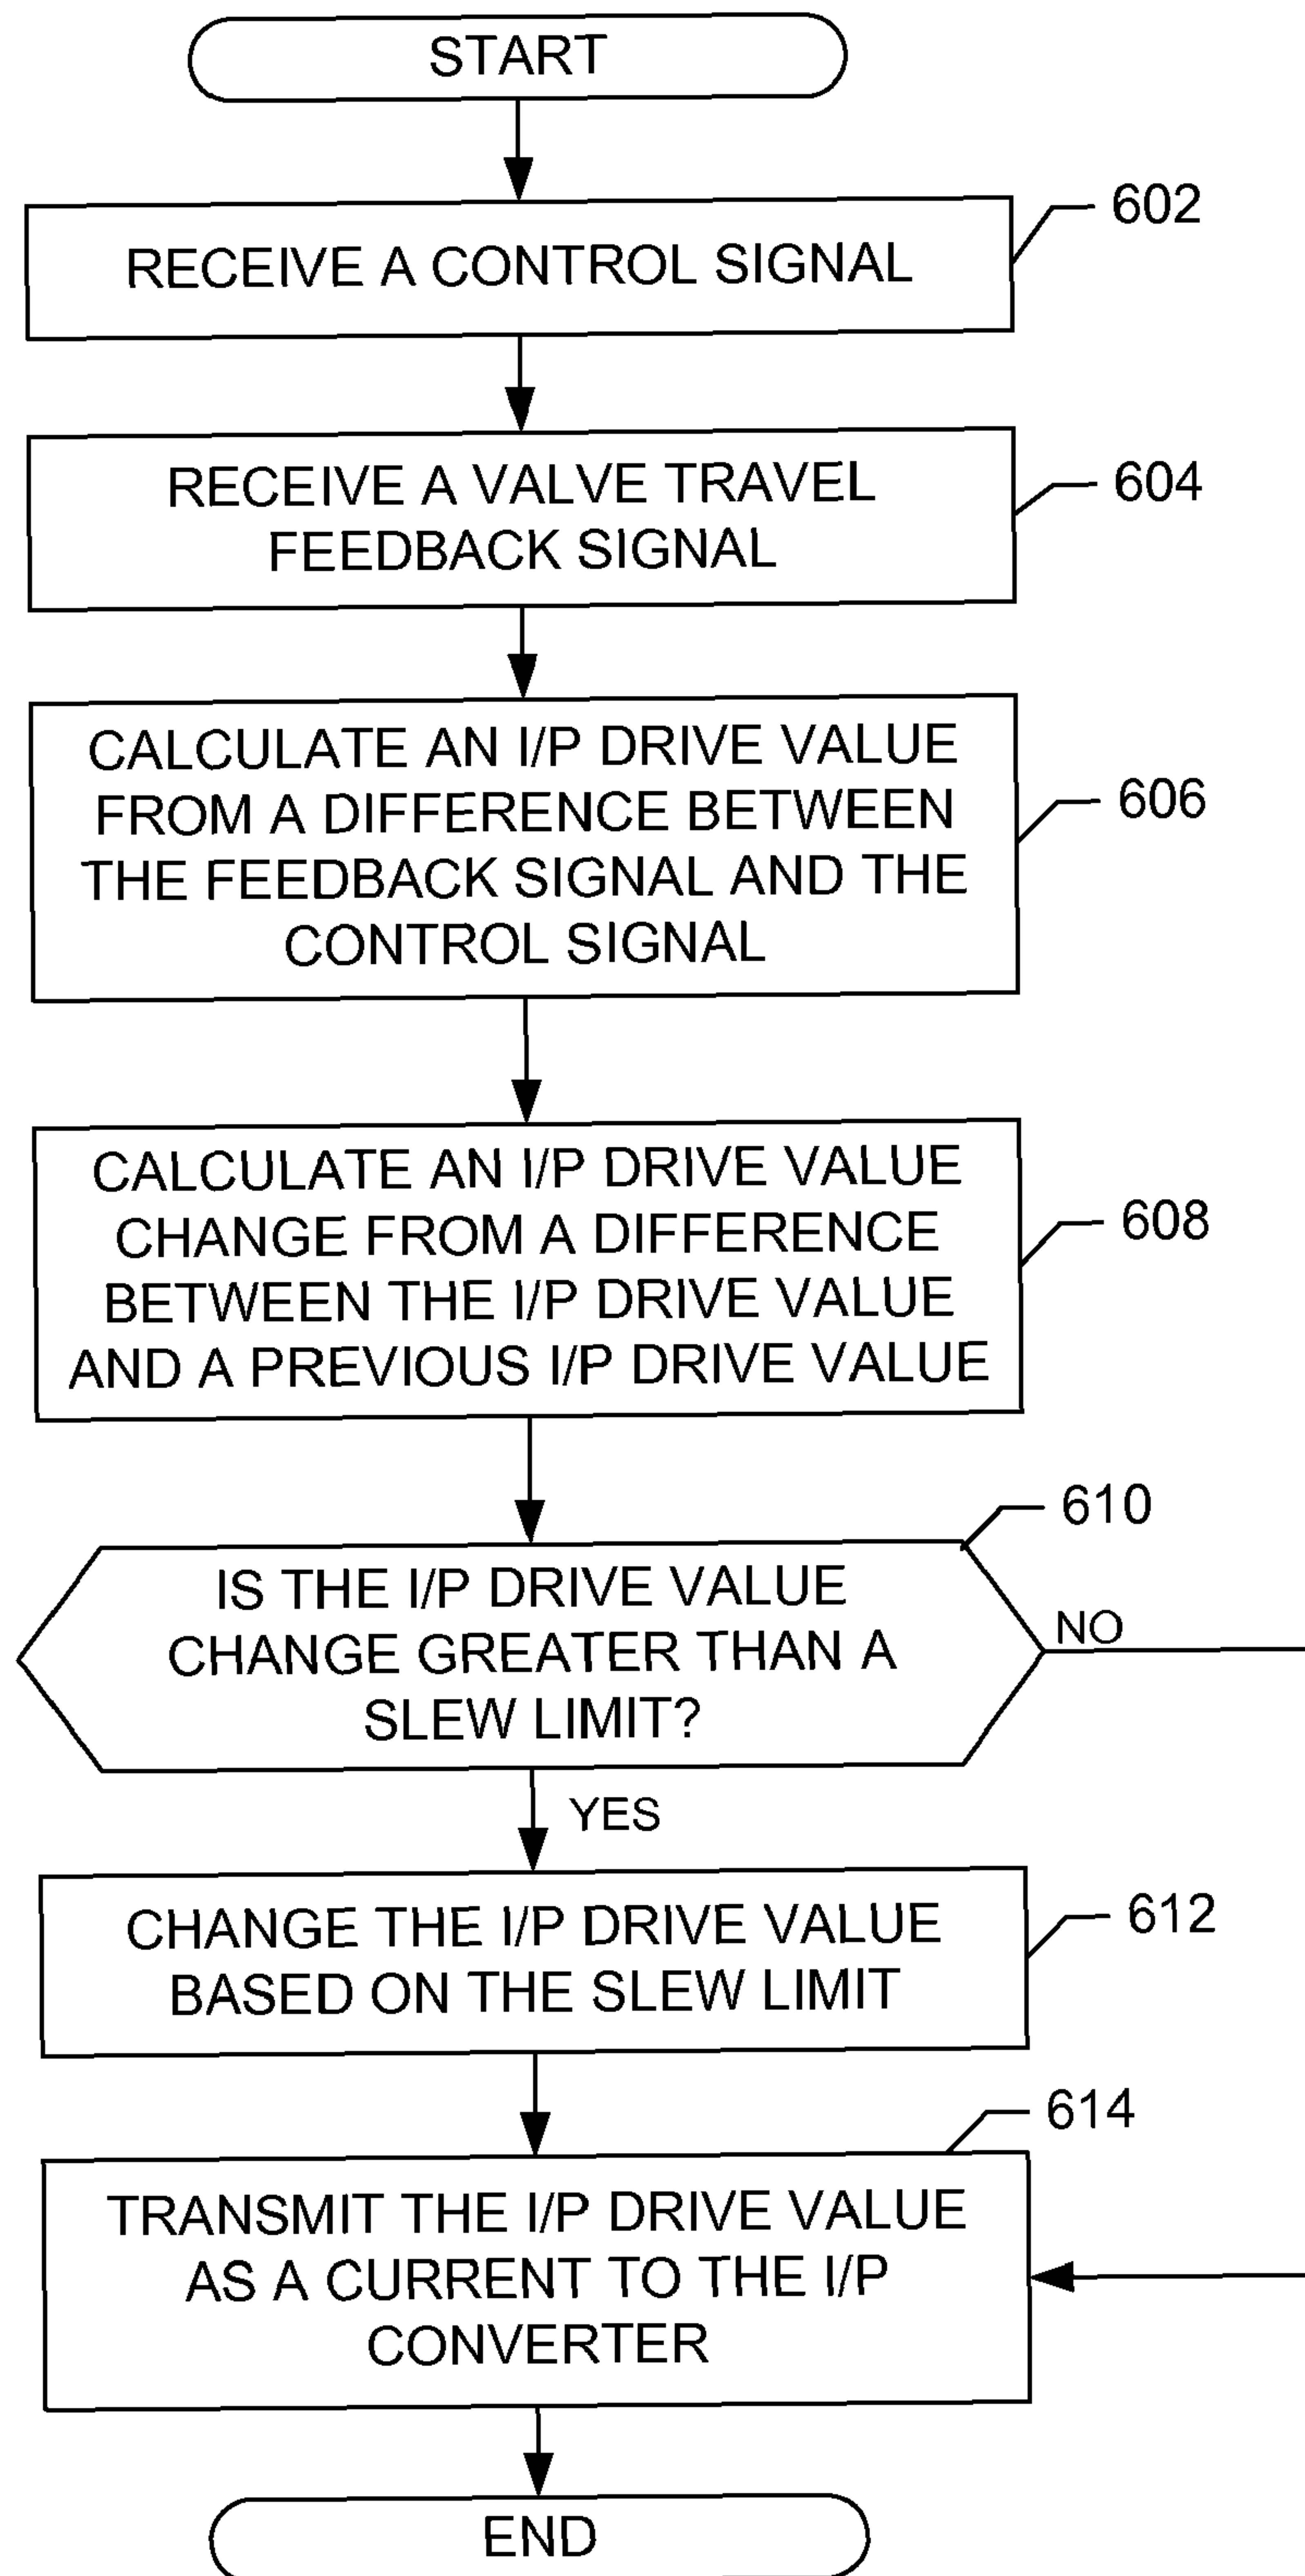 START
602
RECEIVE A CONTROL SIGNAL
604
RECEIVE A VALVE TRAVEL
FEEDBACK SIGNAL
606
CALCULATE AN I/P DRIVE VALUE
FROM A DIFFERENCE BETWEEN
THE FEEDBACK SIGNAL AND THE
CONTROL SIGNAL
608
CALCULATE AN I/P DRIVE VALUE
CHANGE FROM A DIFFERENCE
BETWEEN THE I/P DRIVE VALUE
AND A PREVIOUS I/P DRIVE VALUE
610
IS THE I/P DRIVE VALUE
CHANGE GREATER THAN A
SLEW LIMIT?
NO
YES
612
CHANGE THE I/P DRIVE VALUE
BASED ON THE SLEW LIMIT
614
TRANSMIT THE I/P DRIVE VALUE
AS A CURRENT TO THE I/P
CONVERTER
END